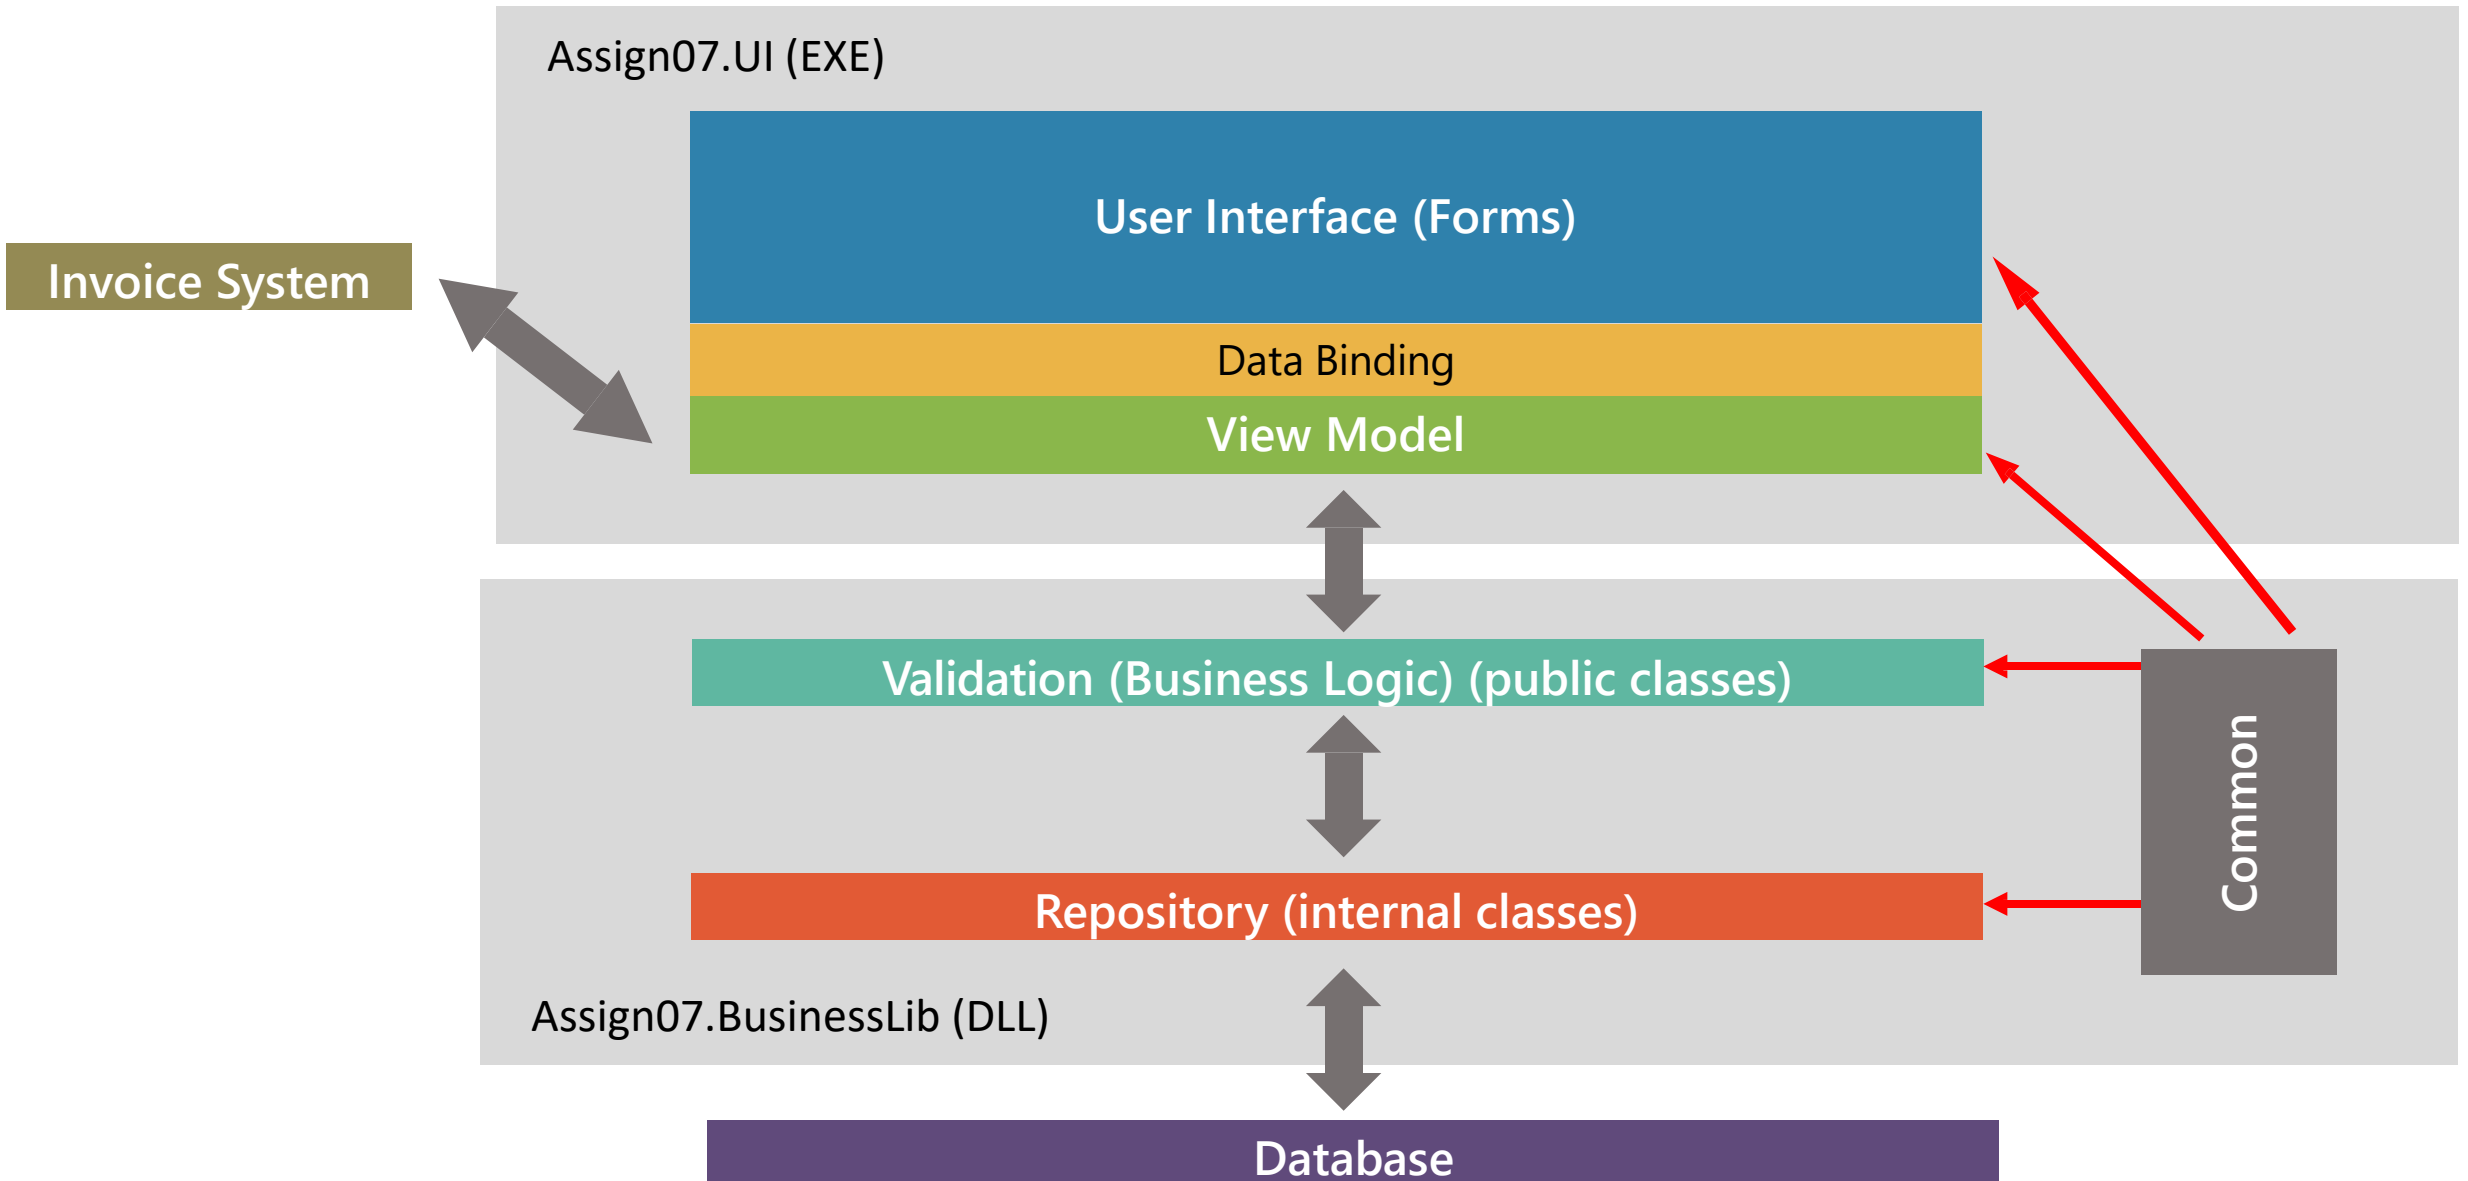 Assign07.UI (EXE)
User Interface (Forms)
Invoice System
Data Binding
View Model
Validation (Business Logic) (public classes)
Common
Repository (internal classes)
Assign07.BusinessLib (DLL)
Database